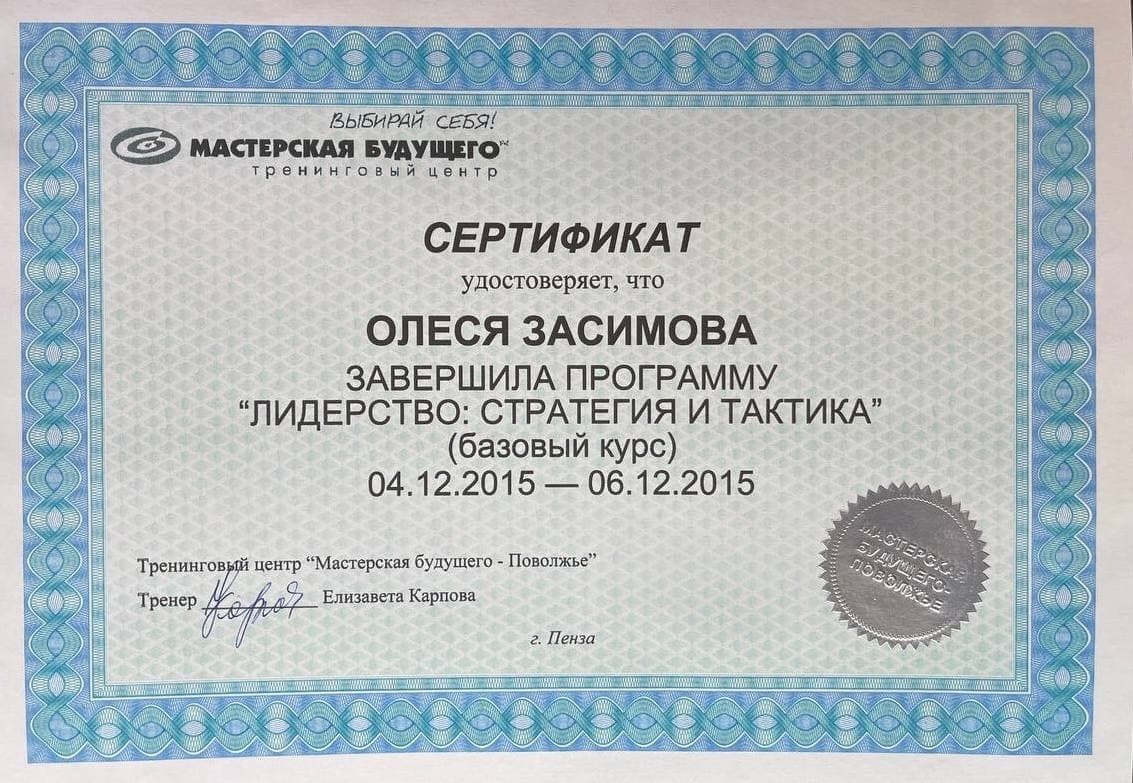 ВЫБИРАЙ СЕБЯ!
МАСТЕРСКАЯ БУДУЩЕГО™
тренинговый центр
СЕРТИФИКАТ
удостоверяет, что
ОЛЕСЯ ЗАСИМОВА
ЗАВЕРШИЛА ПРОГРАММУ
“ЛИДЕРСТВО: СТРАТЕГИЯ И ТАКТИКА”
(базовый курс)
04.12.2015 — 06.12.2015
Тренинговый центр “Мастерская будущего - Поволжье”
Тренер Елизавета Карпова
г. Пенза
МАСТЕРСКАЯ
БУДУЩЕГО-
ПОВОЛЖЬЕ